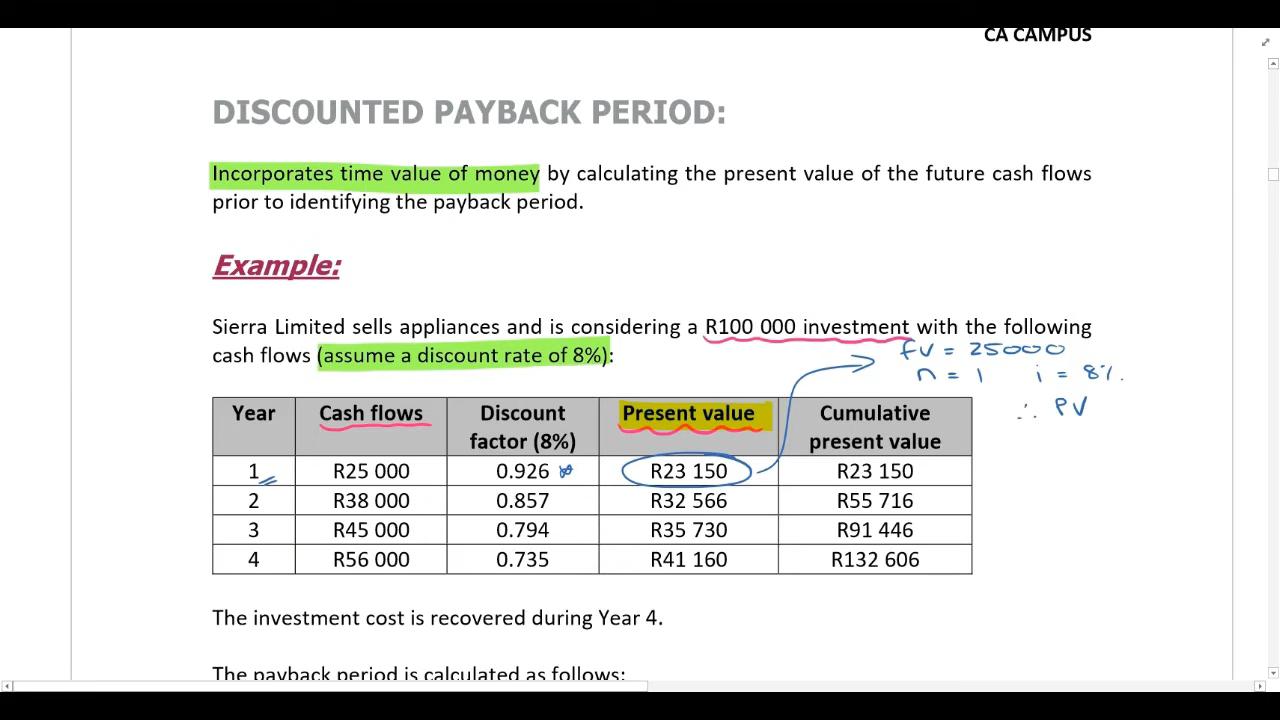 CA CAMPUS
DISCOUNTED PAYBACK PERIOD:
Incorporates time value of money by calculating the present value of the future cash flows
prior to identifying the payback period.
Example:
Sierra Limited sells appliances and is considering a R100 000 investment with the following
cash flows (assume a discount rate of 8%):
FV = 25000
n = 1 i = 8%.
∴ PV
Year Cash flows Discount factor (8%) Present value Cumulative present value
1 R25 000 0.926 R23 150 R23 150
2 R38 000 0.857 R32 566 R55 716
3 R45 000 0.794 R35 730 R91 446
4 R56 000 0.735 R41 160 R132 606
The investment cost is recovered during Year 4.
The payback period is calculated as follows: